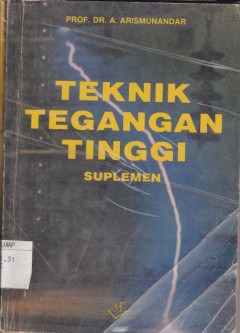 PROF. DR. A. ARISMUNANDAR
TEKNIK
TEGANGAN
TINGGI
SUPLEMEN